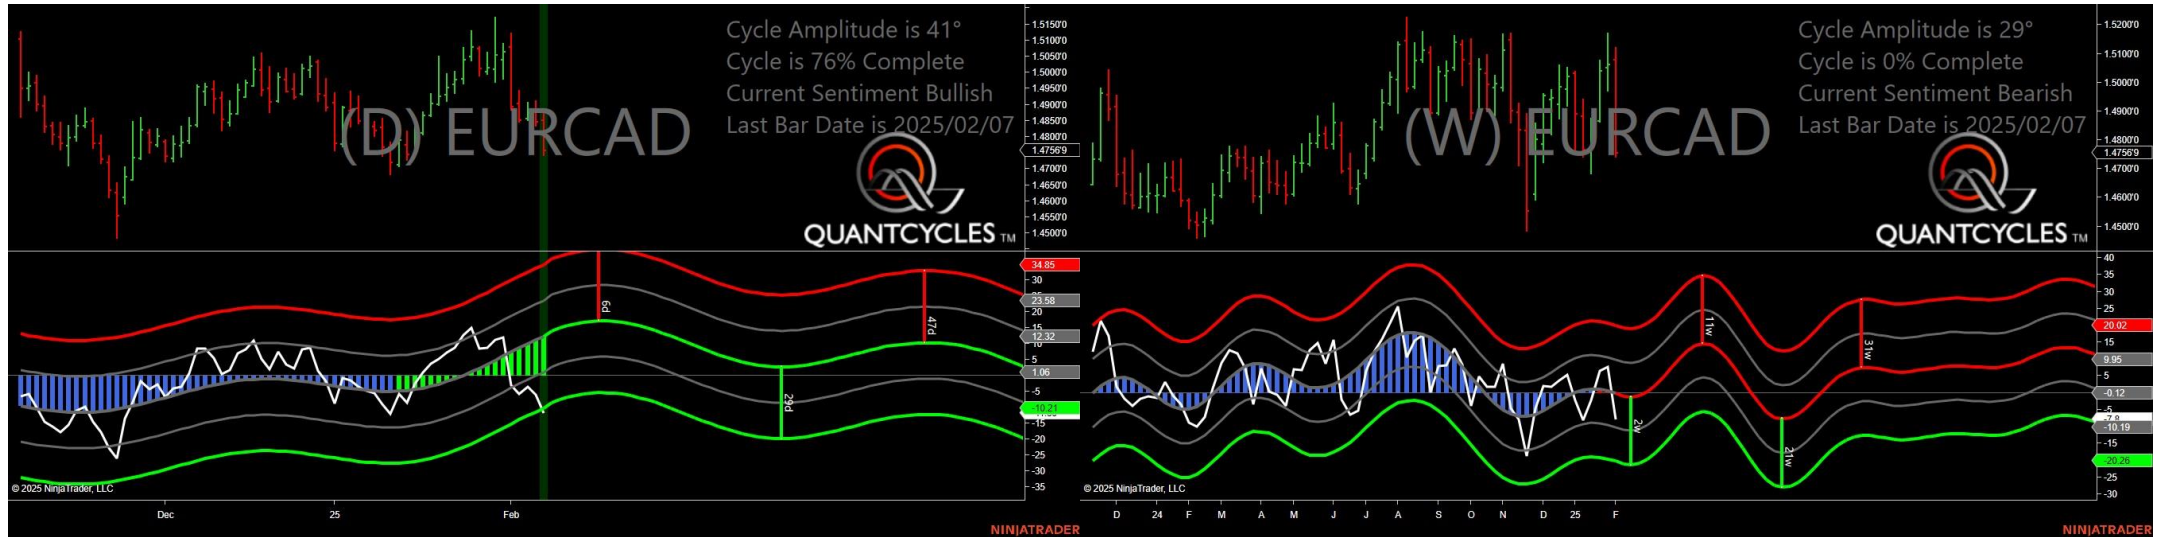 Cycle Amplitude is 41°
Cycle is 76% Complete
Current Sentiment Bullish
Last Bar Date is 2025/02/07
(D) EURCAD
QUANTCYCLES TM
1.5150'0
1.5100'0
1.5050'0
1.5000'0
1.4950'0
1.4900'0
1.4850'0
1.4800'0
1.4756'9
1.4700'0
1.4650'0
1.4600'0
1.4550'0
1.4500'0
34.85
30
23.58
20
15
12.32
5
1.06
-5
-10.21
-15
-20
-25
-30
-35
6d
29d
47d
© 2025 NinjaTrader, LLC
Dec
25
Feb
NINJATRADER
Cycle Amplitude is 29°
Cycle is 0% Complete
Current Sentiment Bearish
Last Bar Date is 2025/02/07
(W) EURCAD
QUANTCYCLES TM
1.5200'0
1.5100'0
1.5000'0
1.4900'0
1.4800'0
1.4756'9
1.4700'0
1.4600'0
1.4500'0
40
35
30
25
20.02
15
9.95
5
-0.12
-5
-10.19
-15
-20.26
-25
-30
2w
11w
21w
31w
© 2025 NinjaTrader, LLC
D
24
F
M
A
M
J
J
A
S
O
N
D
25
F
NINJATRADER